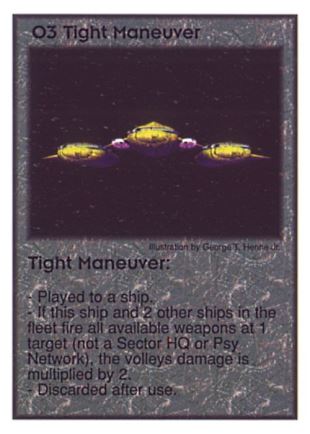 O3 Tight Maneuver
Illustration by George T. Henne Jr.
Tight Maneuver:
- Played to a ship.
- If this ship and 2 other ships in the
fleet fire all available weapons at 1
target (not a Sector HQ or Psy
Network), the volleys damage is
multiplied by 2.
- Discarded after use.